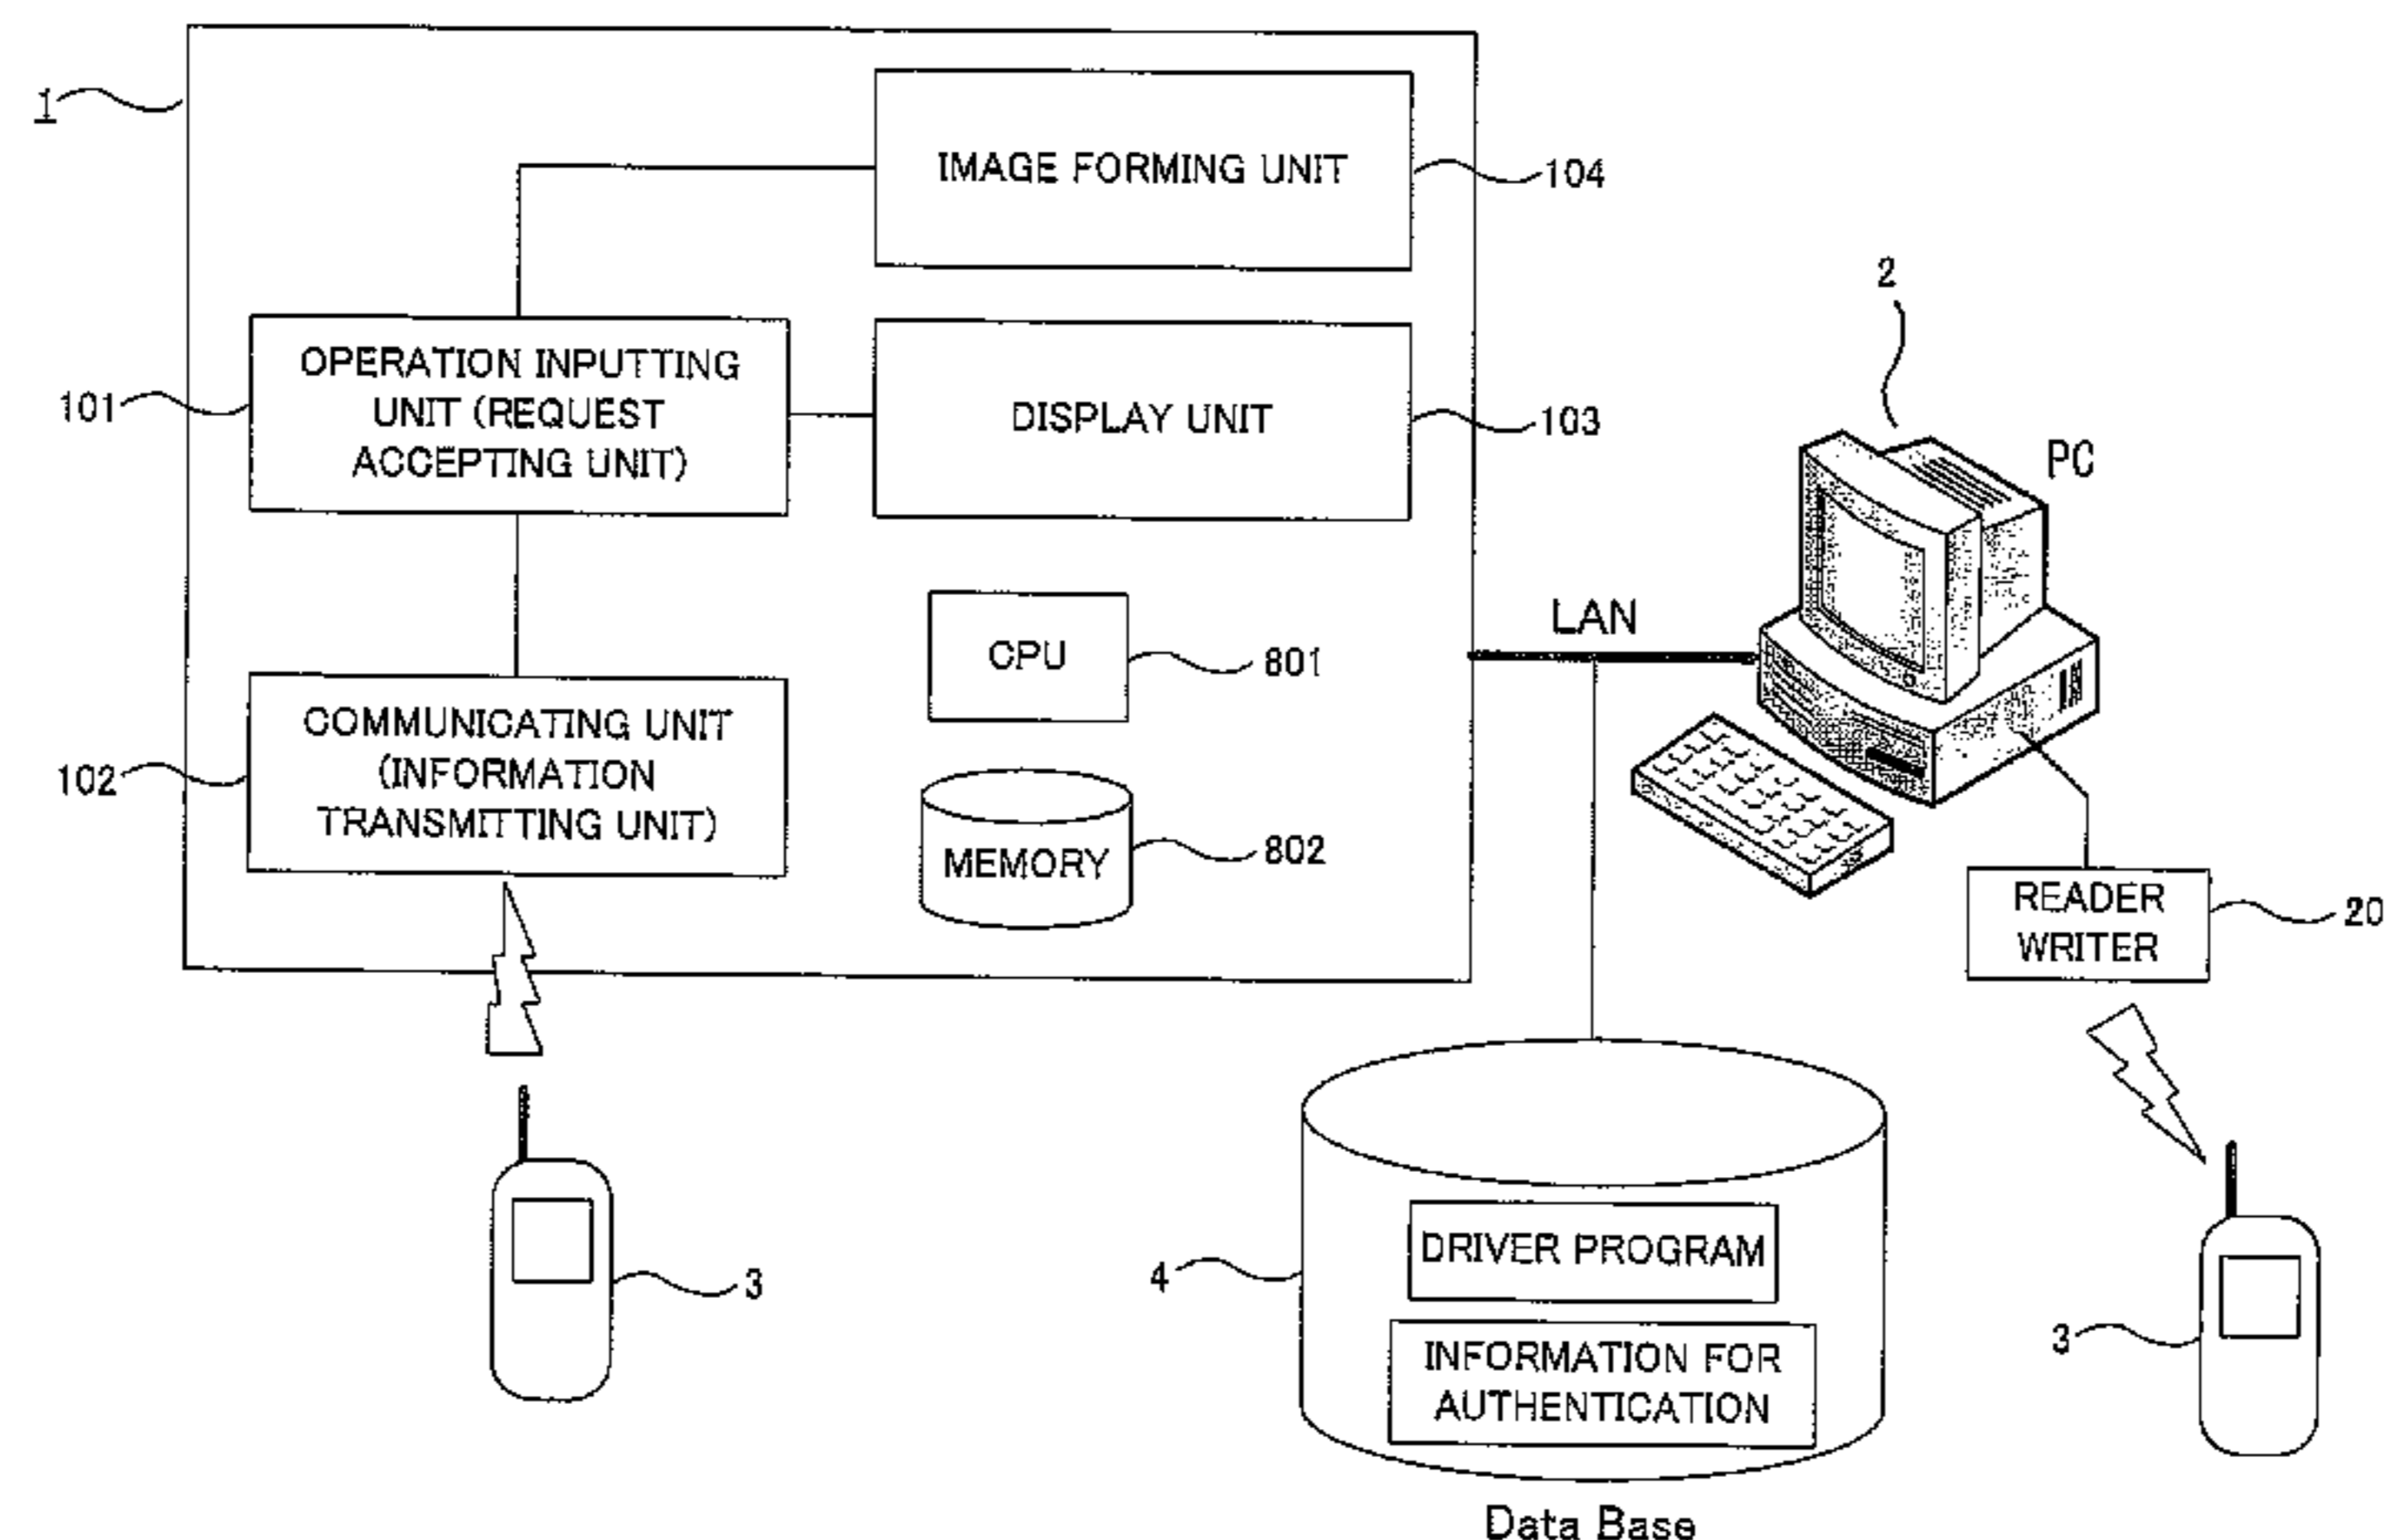 1
IMAGE FORMING UNIT
104
OPERATION INPUTTING
UNIT (REQUEST
ACCEPTING UNIT)
101
DISPLAY UNIT
103
2
PC
LAN
CPU
801
COMMUNICATING UNIT
(INFORMATION
TRANSMITTING UNIT)
102
MEMORY
802
READER
WRITER
20
3
DRIVER PROGRAM
4
INFORMATION FOR
AUTHENTICATION
3
Data Base